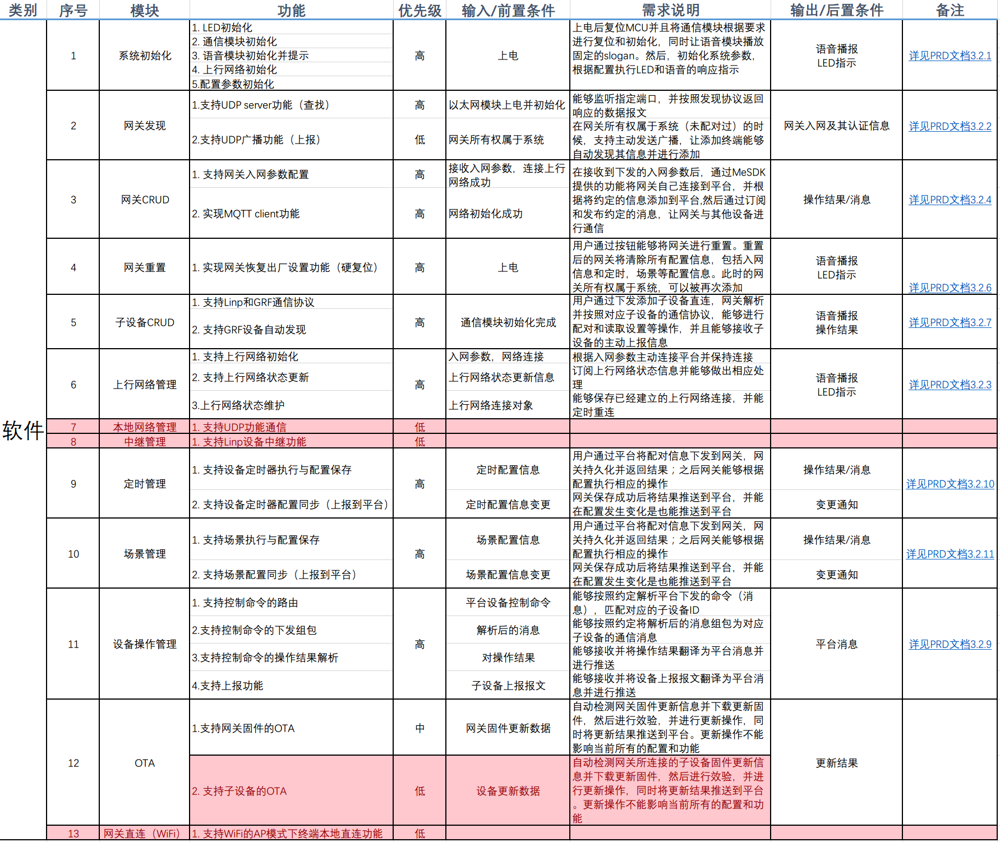 类别 序号 模块 功能 优先级 输入/前置条件 需求说明 输出/后置条件 备注
软件
1 系统初始化
1. LED初始化
2. 通信模块初始化
3. 语音模块初始化并提示
4. 上行网络初始化
5.配置参数初始化
高 上电
上电后复位MCU并且将通信模块根据要求
进行复位和初始化，同时让语音模块播放
固定的slogan。然后，初始化系统参数，
根据配置执行LED和语音的响应指示
语音播报
LED指示
详见PRD文档3.2.1
2 网关发现
1.支持UDP server功能（查找） 高 以太网模块上电并初始化
能够监听指定端口，并按照发现协议返回
响应的数据报文
2.支持UDP广播功能（上报） 低 网关所有权属于系统
在网关所有权属于系统（未配对过）的时
候，支持主动发送广播，让添加终端能够
自动发现其信息并进行添加
网关入网及其认证信息
详见PRD文档3.2.2
3 网关CRUD
1. 支持网关入网参数配置 高
接收入网参数，连接上行
网络成功
2. 实现MQTT client功能 高 网络初始化成功
在接收到下发的入网参数后，通过MeSDK
提供的功能将网关自己连接到平台，并根
据将约定的信息添加到平台,然后通过订阅
和发布约定的消息，让网关与其他设备进
行通信
操作结果/消息
详见PRD文档3.2.4
4 网关重置
1. 实现网关恢复出厂设置功能（硬复位） 高 上电
用户通过按钮能够将网关进行重置。重置
后的网关将清除所有配置信息，包括入网
信息和定时，场景等配置信息。此时的网
关所有权属于系统，可以被再次添加
语音播报
LED指示
详见PRD文档3.2.6
5 子设备CRUD
1. 支持Linp和GRF通信协议
2. 支持GRF设备自动发现
高 通信模块初始化完成
用户通过下发添加子设备直连，网关解析
并按照对应子设备的通信协议，能够进行
配对和读取设置等操作，并且能够接收子
设备的主动上报信息
语音播报
操作结果
详见PRD文档3.2.7
6 上行网络管理
1. 支持上行网络初始化
2. 支持上行网络状态更新
3.上行网络状态维护
高
入网参数，网络连接
上行网络状态更新信息
上行网络连接对象
根据入网参数主动连接平台并保持连接
订阅上行网络状态信息并能够做出相应处
理
能够保存已经建立的上行网络连接，并能
定时重连
语音播报
LED指示
详见PRD文档3.2.3
7 本地网络管理 1. 支持UDP功能通信 低
8 中继管理 1. 支持Linp设备中继功能 低
9 定时管理
1. 支持设备定时器执行与配置保存
2. 支持设备定时器配置同步（上报到平台）
高
定时配置信息
定时配置信息变更
用户通过平台将配对信息下发到网关，网
关持久化并返回结果；之后网关能够根据
配置执行相应的操作
网关保存成功后将结果推送到平台，并能
在配置发生变化是也能推送到平台
操作结果/消息
变更通知
详见PRD文档3.2.10
10 场景管理
1. 支持场景执行与配置保存
2. 支持场景配置同步（上报到平台）
高
场景配置信息
场景配置信息变更
用户通过平台将配对信息下发到网关，网
关持久化并返回结果；之后网关能够根据
配置执行相应的操作
网关保存成功后将结果推送到平台，并能
在配置发生变化是也能推送到平台
操作结果/消息
变更通知
详见PRD文档3.2.11
11 设备操作管理
1. 支持控制命令的路由
2.支持控制命令的下发组包
3.支持控制命令的操作结果解析
4.支持上报功能
高
平台设备控制命令
解析后的消息
对操作结果
子设备上报报文
能够按照约定解析平台下发的命令（消
息），匹配对应的子设备ID
能够按照约定将解析后的消息组包为对应
子设备的通信消息
能够接收并将操作结果翻译为平台消息并
进行推送
能够接收并将设备上报报文翻译为平台消
息并进行推送
平台消息
详见PRD文档3.2.9
12 OTA
1.支持网关固件的OTA 中 网关固件更新数据
自动检测网关固件更新信息并下载更新固
件，然后进行效验，并进行更新操作，同
时将更新结果推送到平台。更新操作不能
影响当前所有的配置和功能
2. 支持子设备的OTA 低 设备更新数据
自动检测网关所连接的子设备固件更新信
息并下载更新固件，然后进行效验，并进
行更新操作，同时将更新结果推送到平台
。更新操作不能影响当前所有的配置和功
能
更新结果
13 网关直连（WiFi） 1. 支持WiFi的AP模式下终端本地直连功能 低